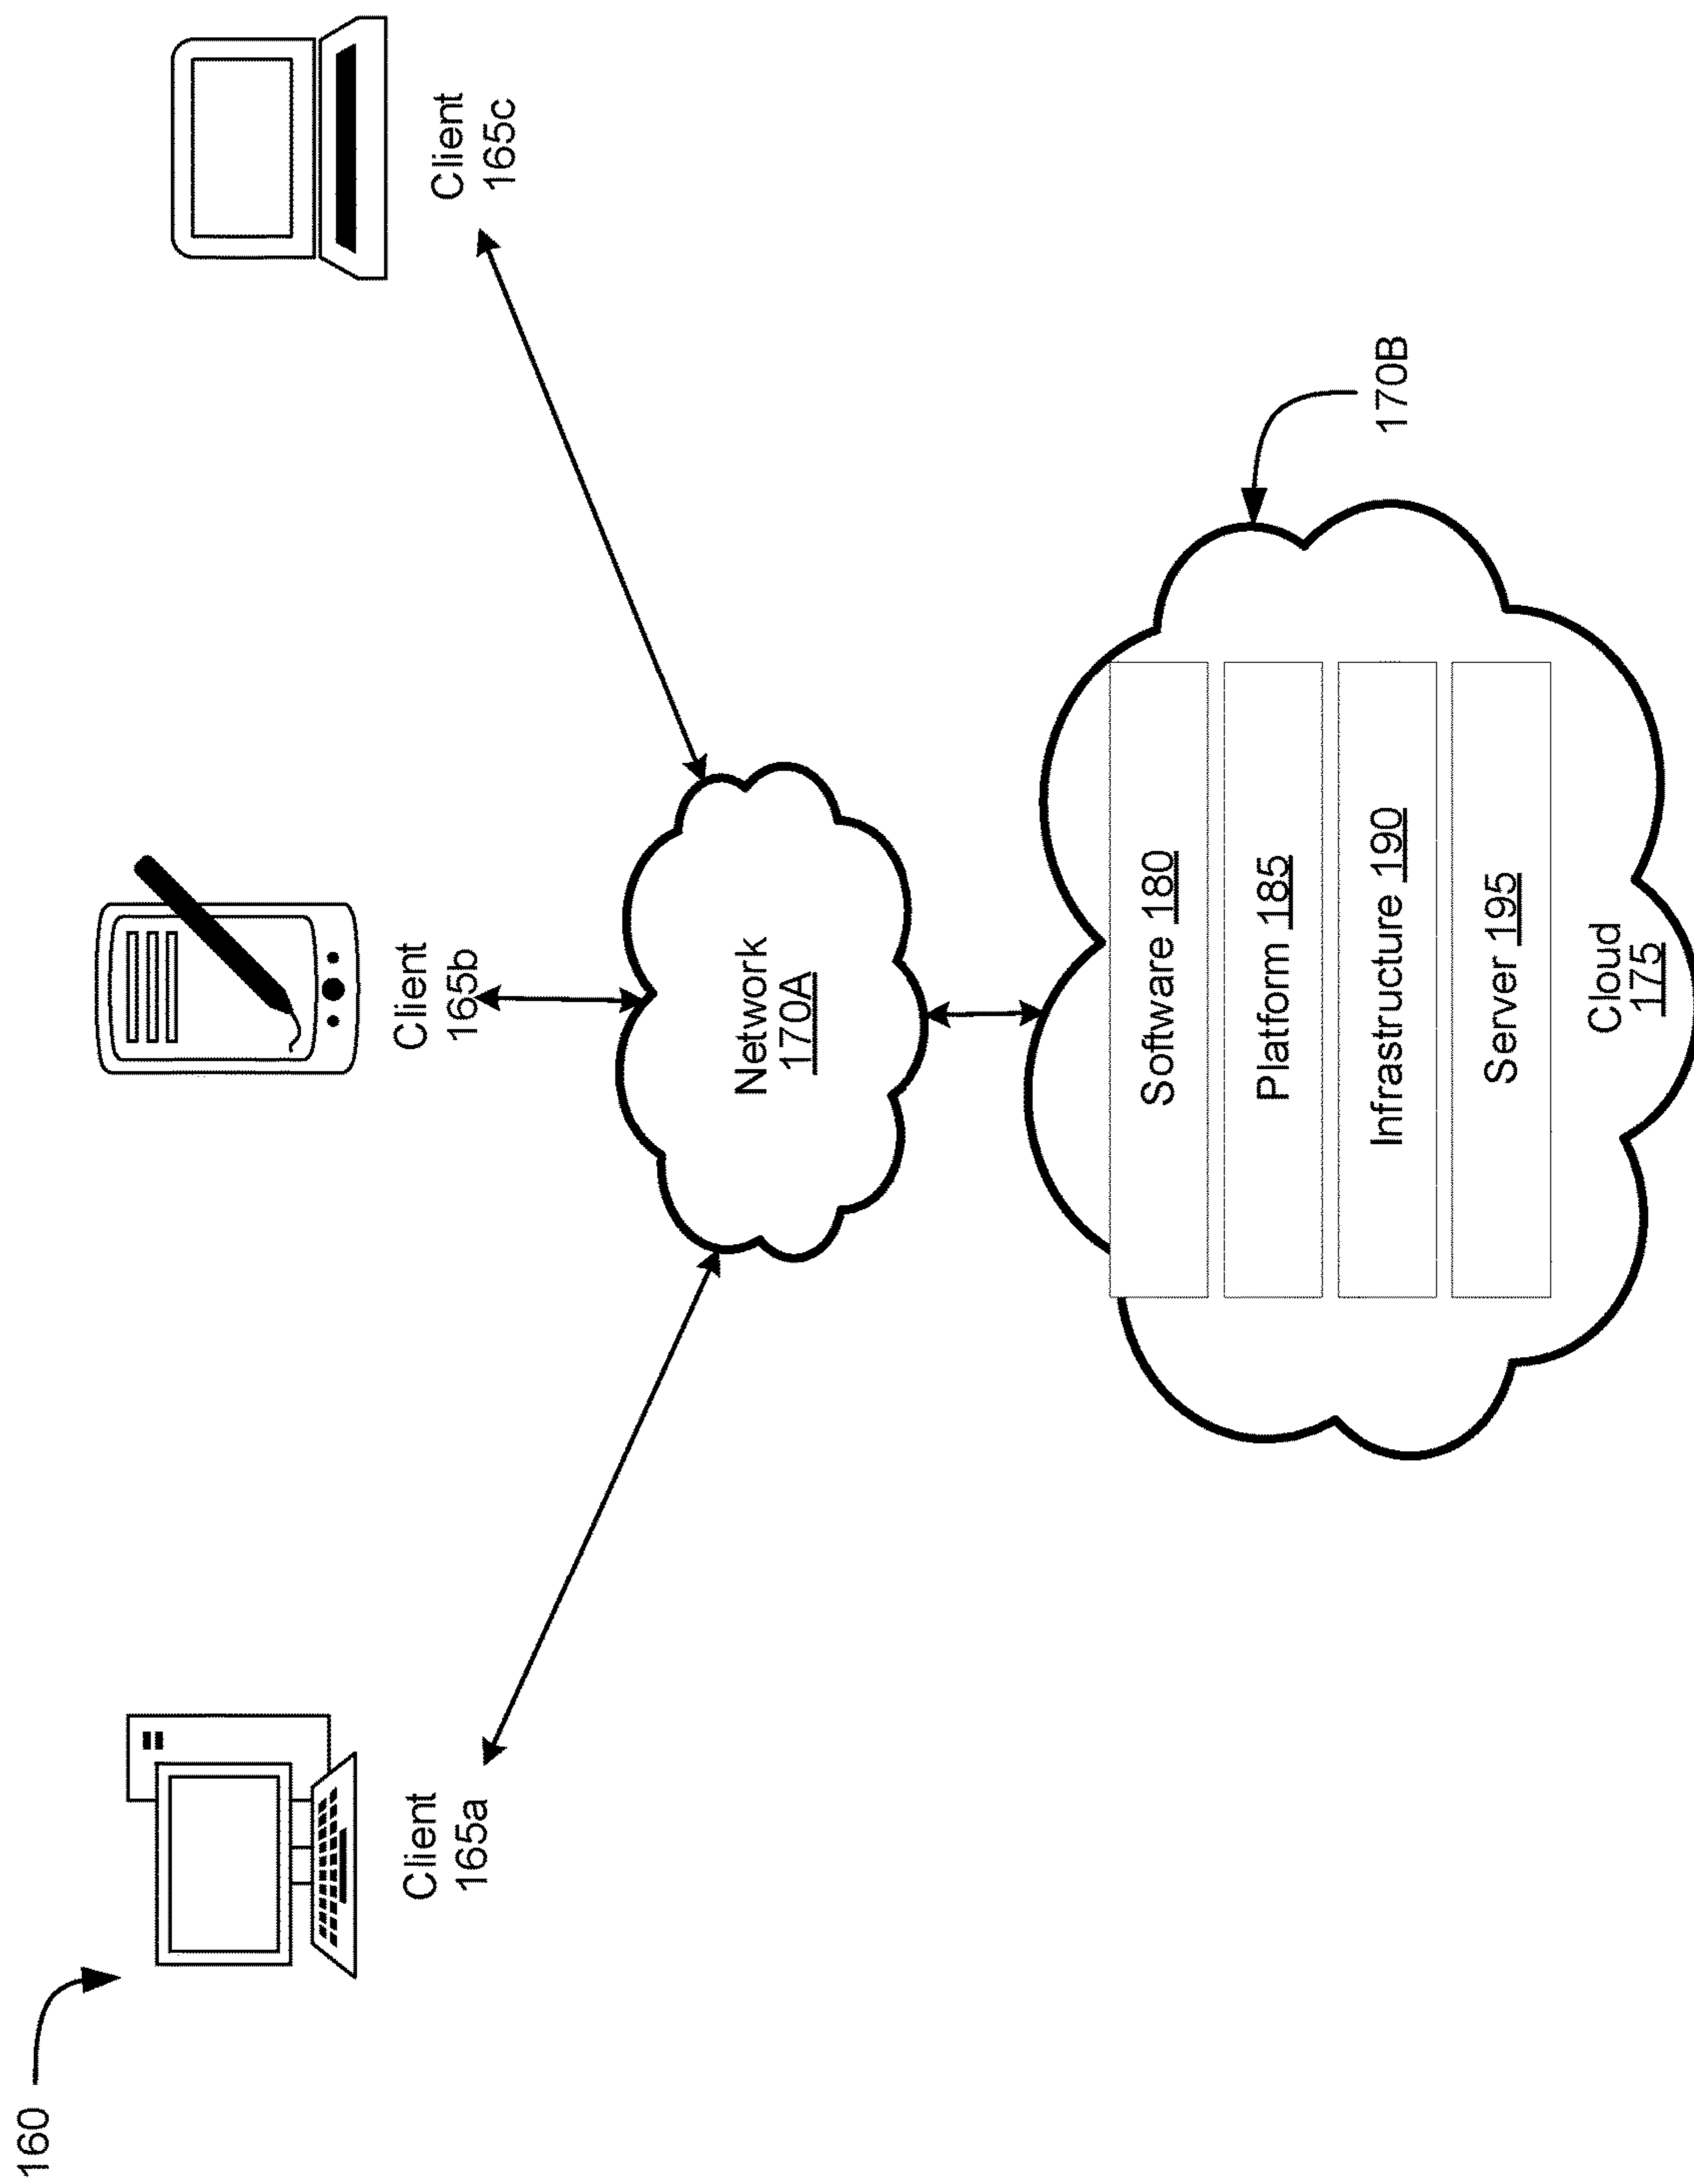 160
Client
165a
Client
165b
Client
165c
Network
170A
170B
Software 180
Platform 185
Infrastructure 190
Server 195
Cloud
175